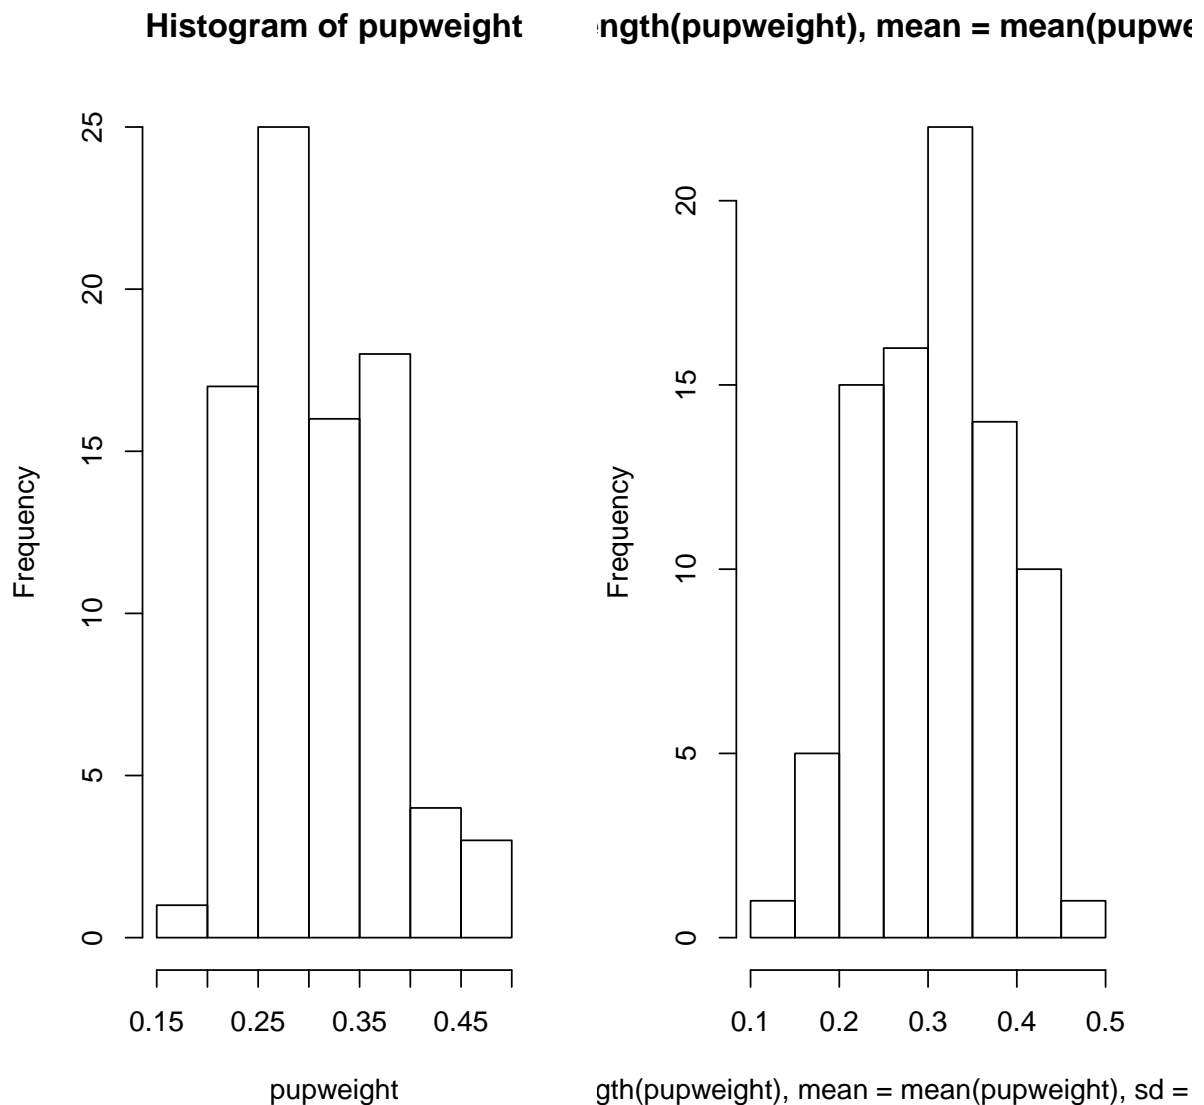 Histogram of pupweight
ngth(pupweight), mean = mean(pupwe
Frequency
25
20
15
10
5
0
0.15 0.25 0.35 0.45
pupweight
Frequency
20
15
10
5
0
0.1 0.2 0.3 0.4 0.5
gth(pupweight), mean = mean(pupweight), sd =